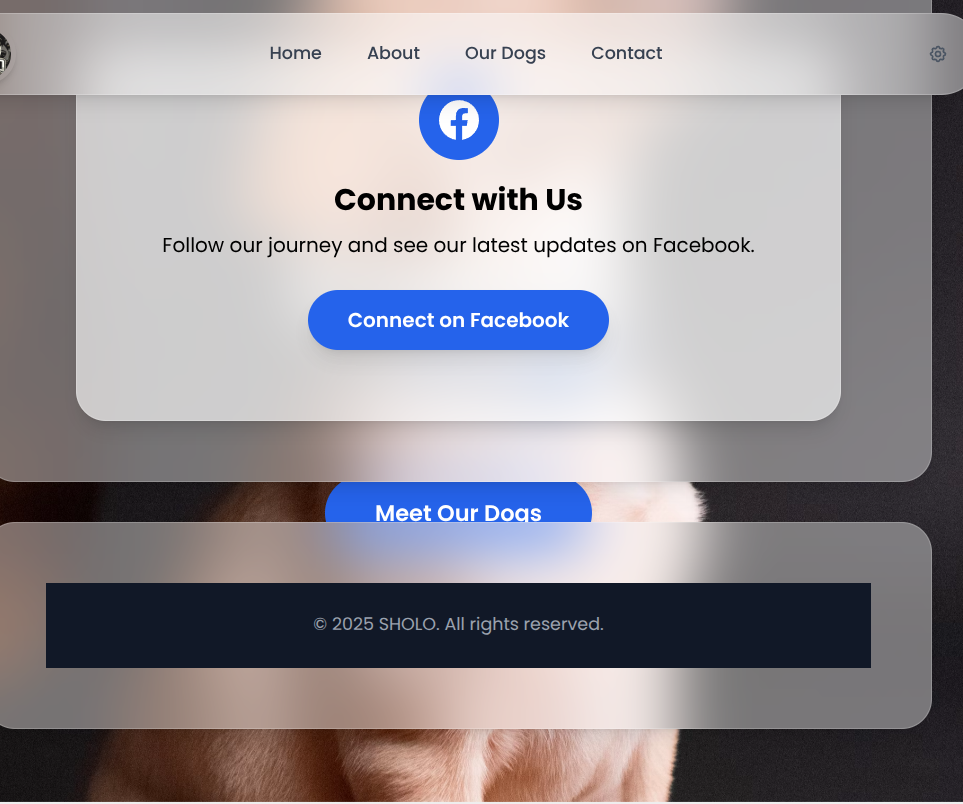 Home About Our Dogs Contact
Connect with Us
Follow our journey and see our latest updates on Facebook.
Connect on Facebook
Meet Our Dogs
© 2025 SHOLO. All rights reserved.